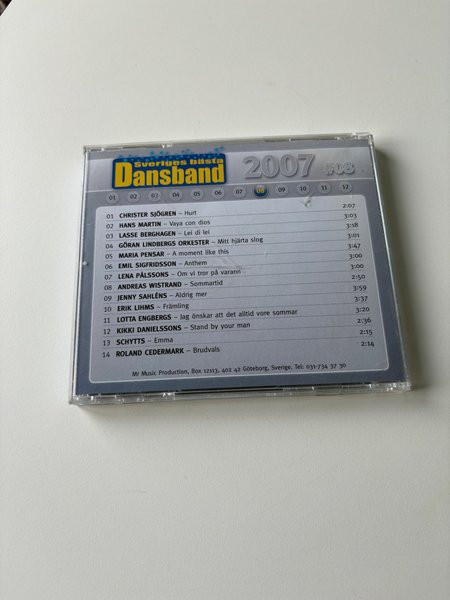 Sveriges bästa
Dansband 2007 #08
01 02 03 04 05 06 07 08 09 10 11 12
01 CHRISTER SJÖGREN – Hurt 2:07
02 HANS MARTIN – Vaya con dios 3:03
03 LASSE BERGHAGEN – Lei di lei 3:18
04 GÖRAN LINDBERGS ORKESTER – Mitt hjärta slog 3:01
05 MARIA PENSAR – A moment like this 3:47
06 EMIL SIGFRIDSSON – Anthem 3:00
07 LENA PÅLSSONS – Om vi tror på varann 3:00
08 ANDREAS WISTRAND – Sommartid 2:50
09 JENNY SAHLÉNS – Aldrig mer 3:59
10 ERIK LIHMS – Främling 3:37
11 LOTTA ENGBERGS – Jag önskar att det alltid vore sommar 3:20
12 KIKKI DANIELSSONS – Stand by your man 2:36
13 SCHYTTS – Emma 2:15
14 ROLAND CEDERMARK – Brudvals 2:14
Mr Music Production, Box 12113, 402 42 Göteborg, Sverige. Tel: 031-734 37 30